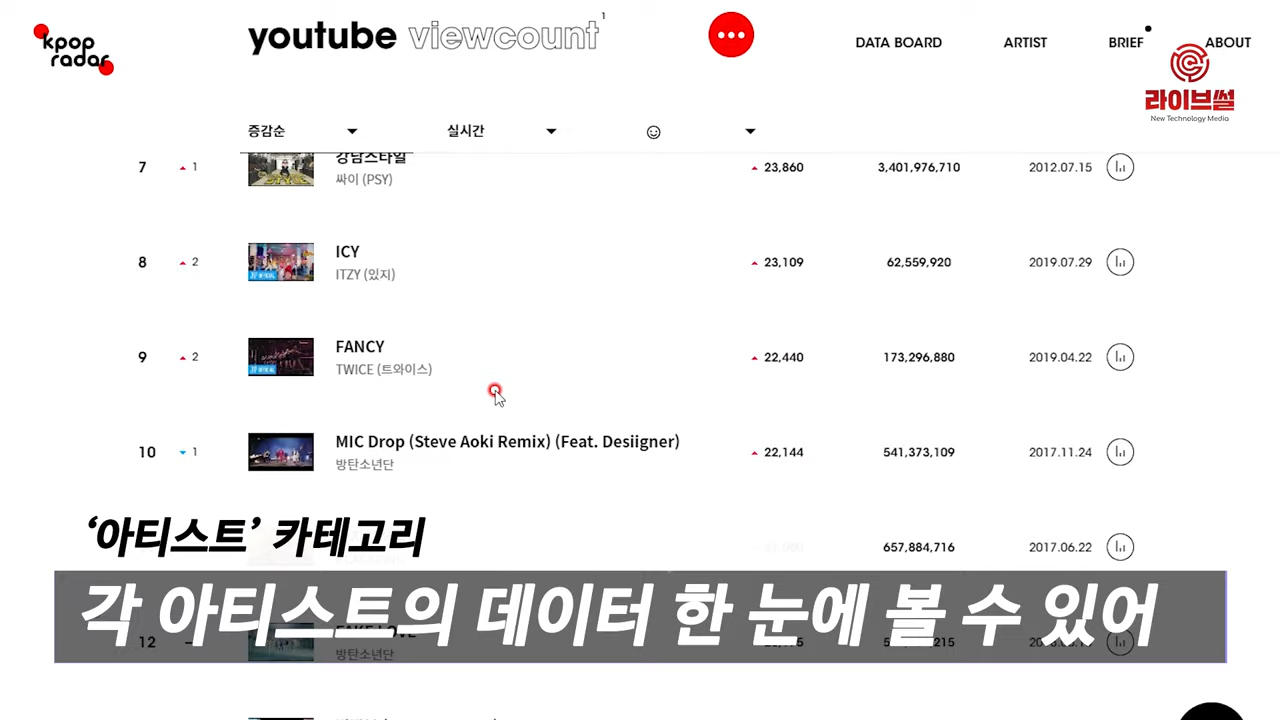 kpop
radar
youtube viewcount 1
DATA BOARD
ARTIST
BRIEF
ABOUT
라이브썰
New Technology Media
증감순
실시간
7 1 강남스타일 23,860 3,401,976,710 2012.07.15
싸이 (PSY)
8 2 ICY 23,109 62,559,920 2019.07.29
ITZY (있지)
9 2 FANCY 22,440 173,296,880 2019.04.22
TWICE (트와이스)
10 1 MIC Drop (Steve Aoki Remix) (Feat. Desiigner) 22,144 541,373,109 2017.11.24
방탄소년단
657,884,716 2017.06.22
‘아티스트’ 카테고리
각 아티스트의 데이터 한 눈에 볼 수 있어
12 FAKE LOVE
방탄소년단